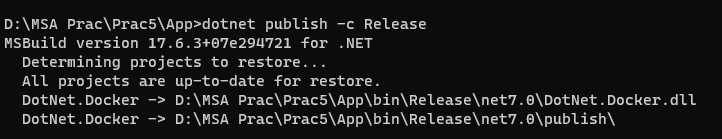 D:\MSA Prac\Prac5\App>dotnet publish -c Release
MSBuild version 17.6.3+07e294721 for .NET
  Determining projects to restore...
  All projects are up-to-date for restore.
  DotNet.Docker -> D:\MSA Prac\Prac5\App\bin\Release\net7.0\DotNet.Docker.dll
  DotNet.Docker -> D:\MSA Prac\Prac5\App\bin\Release\net7.0\publish\